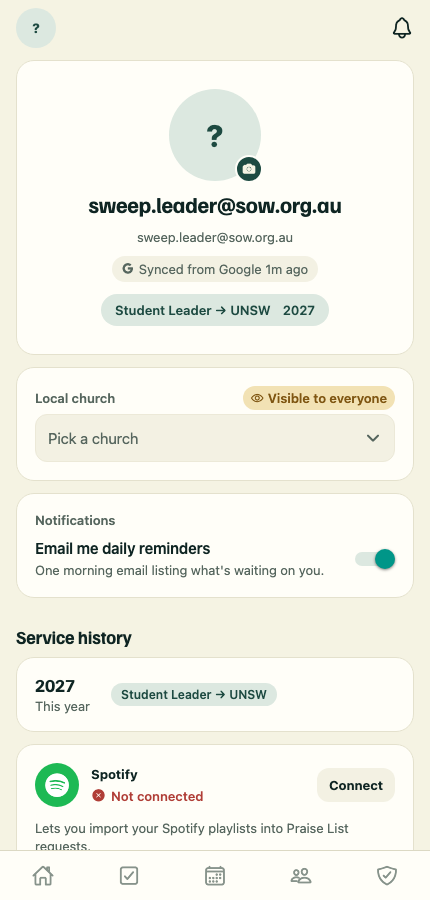 ?
?
sweep.leader@sow.org.au
sweep.leader@sow.org.au
G Synced from Google 1m ago
Student Leader → UNSW 2027
Local church
Visible to everyone
Pick a church
Notifications
Email me daily reminders
One morning email listing what's waiting on you.
Service history
2027
This year
Student Leader → UNSW
Spotify
Not connected
Connect
Lets you import your Spotify playlists into Praise List
requests.